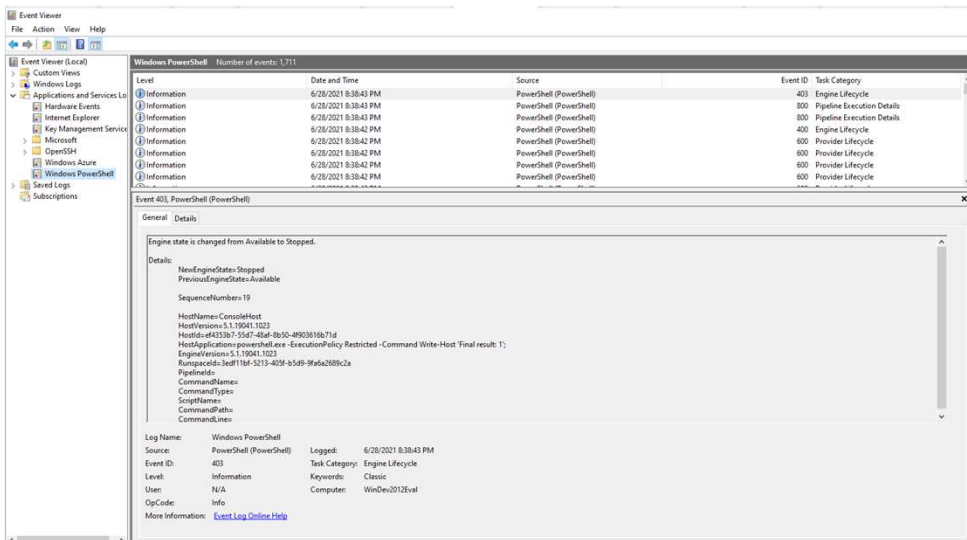 Event Viewer
File Action View Help
Event Viewer (Local)
Custom Views
Windows Logs
Applications and Services Lo
Hardware Events
Internet Explorer
Key Management Service
Microsoft
OpenSSH
Windows Azure
Windows PowerShell
Saved Logs
Subscriptions
Windows PowerShell Number of events: 1,711
Level Date and Time Source Event ID Task Category
Information 6/28/2021 8:38:43 PM PowerShell (PowerShell) 403 Engine Lifecycle
Information 6/28/2021 8:38:43 PM PowerShell (PowerShell) 800 Pipeline Execution Details
Information 6/28/2021 8:38:43 PM PowerShell (PowerShell) 800 Pipeline Execution Details
Information 6/28/2021 8:38:42 PM PowerShell (PowerShell) 400 Engine Lifecycle
Information 6/28/2021 8:38:42 PM PowerShell (PowerShell) 600 Provider Lifecycle
Information 6/28/2021 8:38:42 PM PowerShell (PowerShell) 600 Provider Lifecycle
Information 6/28/2021 8:38:42 PM PowerShell (PowerShell) 600 Provider Lifecycle
Information 6/28/2021 8:38:42 PM PowerShell (PowerShell) 600 Provider Lifecycle
Event 403, PowerShell (PowerShell)
General Details
Engine state is changed from Available to Stopped.
Details:
NewEngineState=Stopped
PreviousEngineState=Available
SequenceNumber=19
HostName=ConsoleHost
HostVersion=5.1.19041.1023
HostId=ef4353b7-55d7-48af-8b50-4f903616b71d
HostApplication=powershell.exe -ExecutionPolicy Restricted -Command Write-Host 'Final result: 1';
EngineVersion=5.1.19041.1023
RunspaceId=3edf11bf-5213-405f-b5d9-9fa6a2689c2a
PipelineId=
CommandName=
CommandType=
ScriptName=
CommandPath=
CommandLine=
Log Name: Windows PowerShell
Source: PowerShell (PowerShell) Logged: 6/28/2021 8:38:43 PM
Event ID: 403 Task Category: Engine Lifecycle
Level: Information Keywords: Classic
User: N/A Computer: WinDev2012Eval
OpCode: Info
More Information: Event Log Online Help